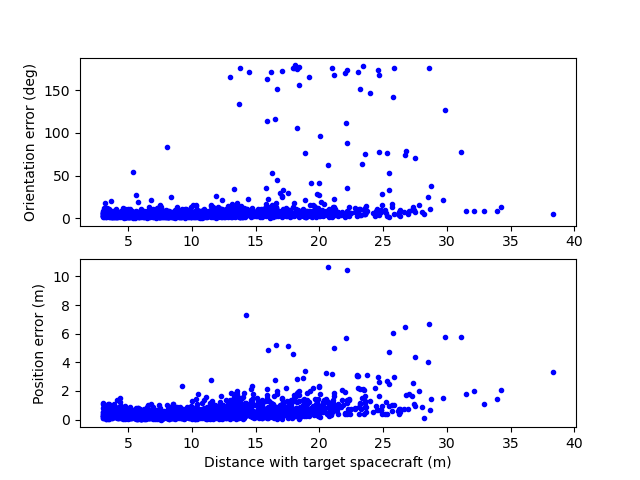 Orientation error (deg)
150
100
50
0
5 10 15 20 25 30 35 40
Position error (m)
10
8
6
4
2
0
5 10 15 20 25 30 35 40
Distance with target spacecraft (m)